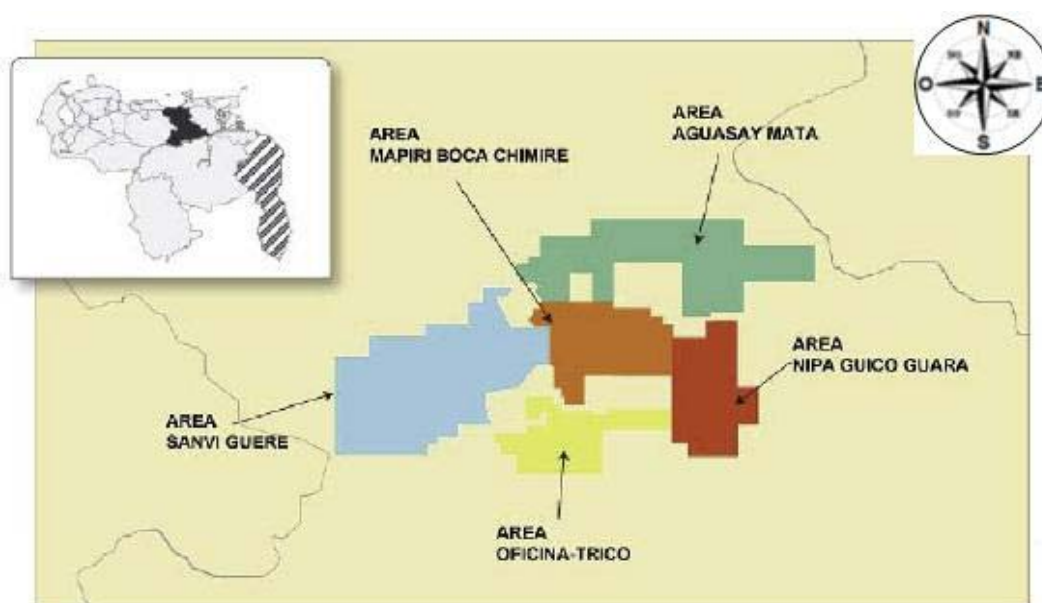 N
O
E
S
AREA
AGUASAY MATA
AREA
MAPIRI BOCA CHIMIRE
AREA
NIPA GUICO GUARA
AREA
SANVI GUERE
AREA
OFICINA-TRICO